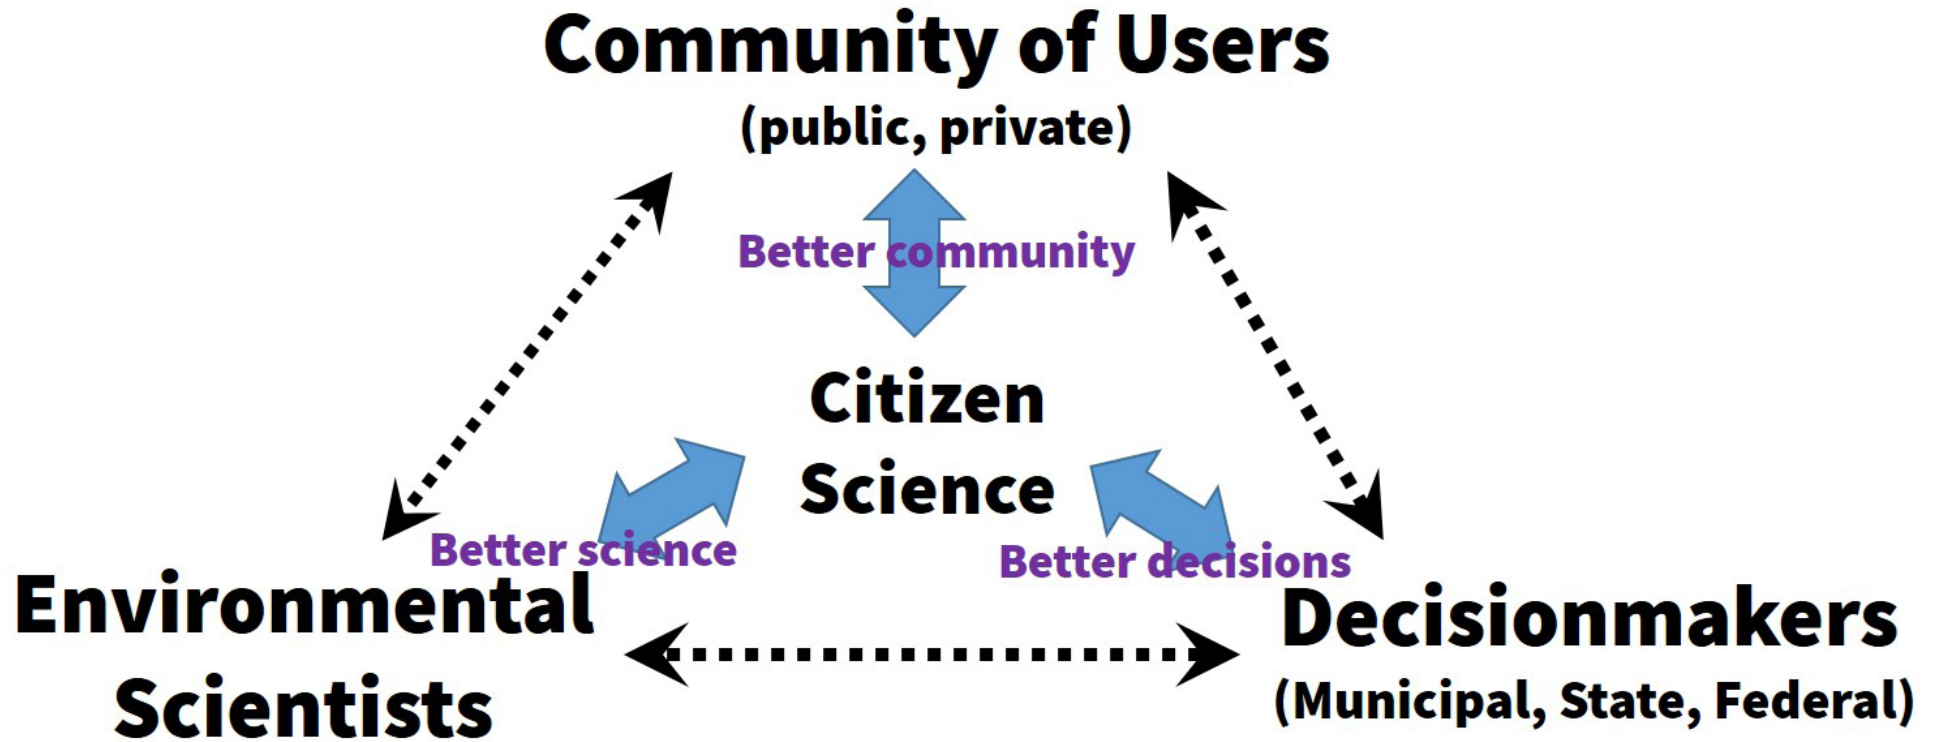 Community of Users
(public, private)
Better community
Citizen
Science
Better science
Better decisions
Environmental
Scientists
Decisionmakers
(Municipal, State, Federal)